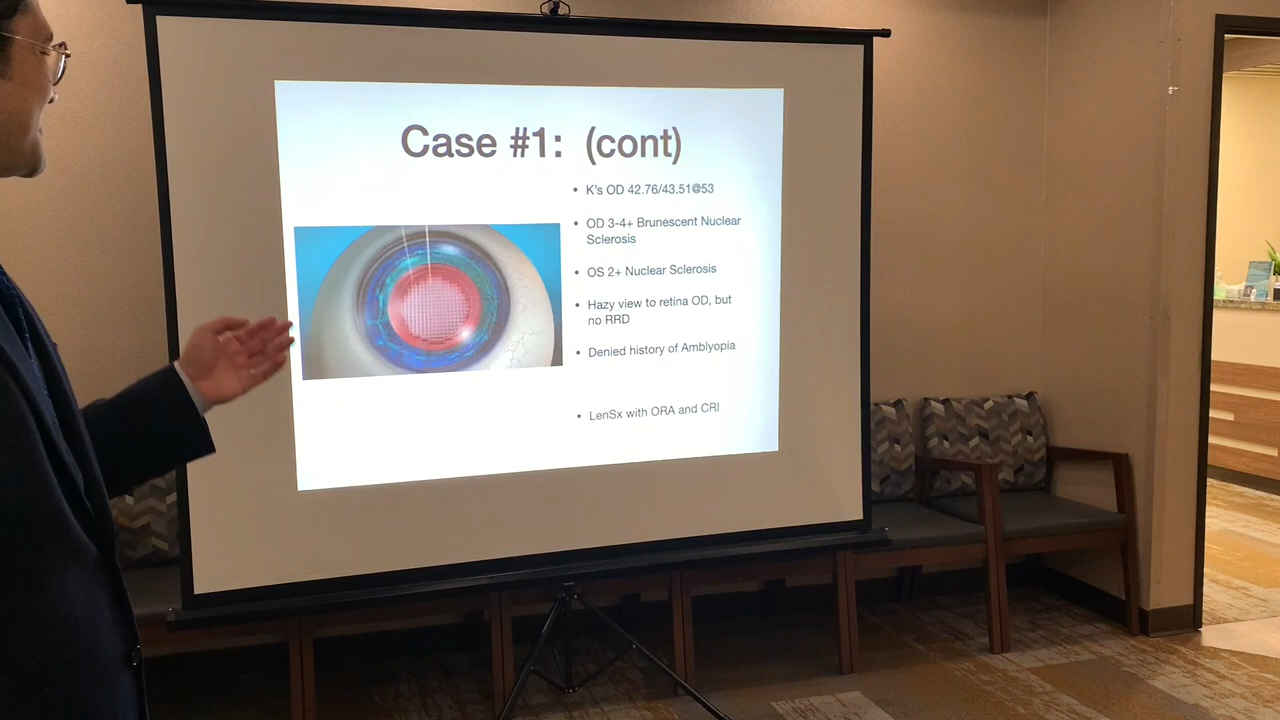 Case #1: (cont)
• K's OD 42.76/43.51@53
• OD 3-4+ Brunescent Nuclear
Sclerosis
• OS 2+ Nuclear Sclerosis
• Hazy view to retina OD, but
no RRD
• Denied history of Amblyopia
• LenSx with ORA and CRI